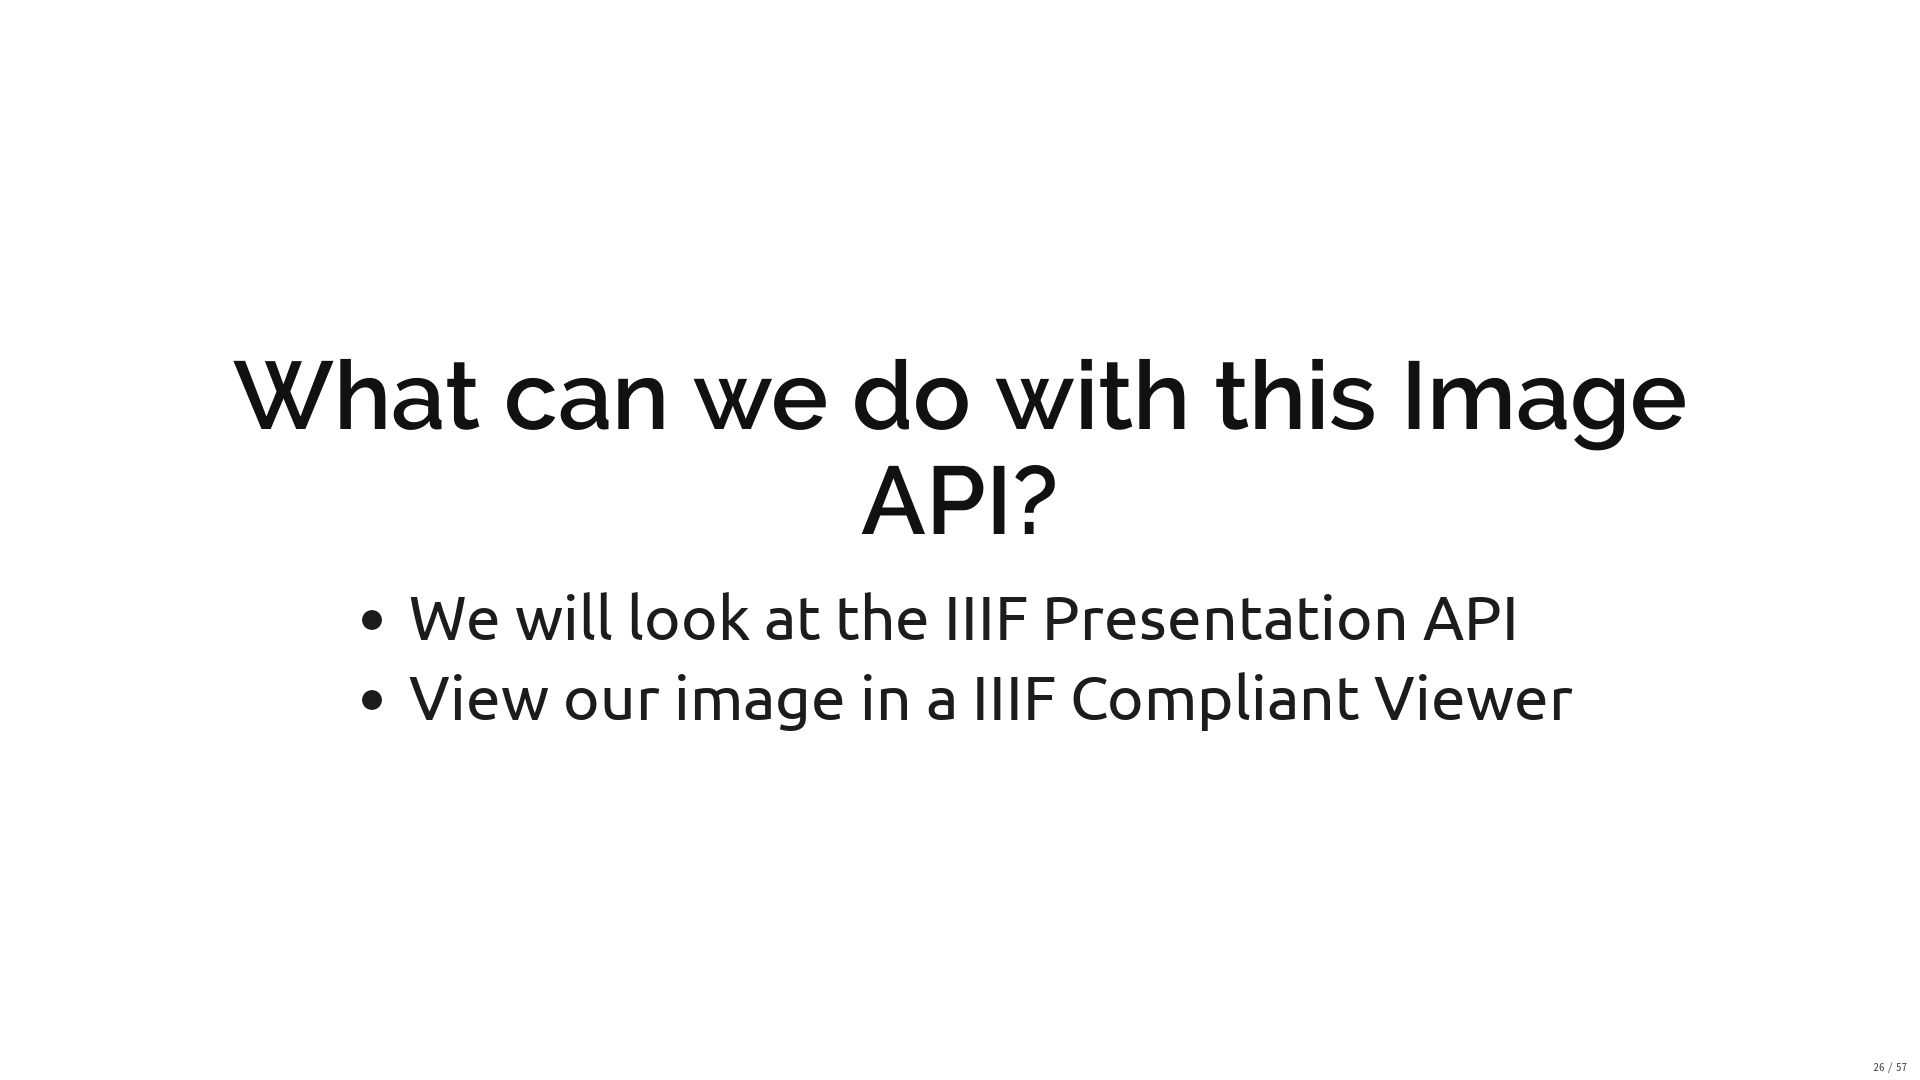 What can we do with this Image
API?
• We will look at the IIIF Presentation API
• View our image in a IIIF Compliant Viewer
26 / 57